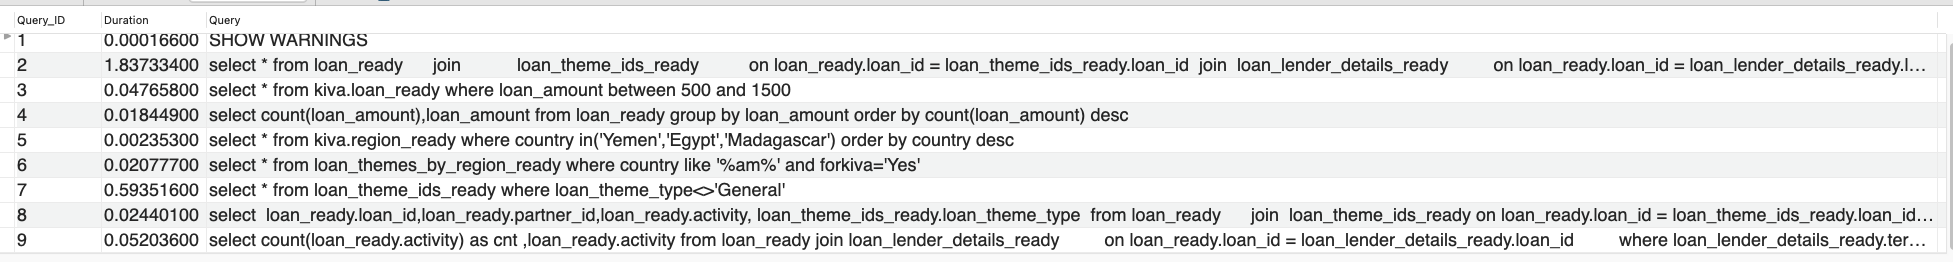 Query_ID Duration Query
1 0.00016600 SHOW WARNINGS
2 1.83733400 select * from loan_ready join loan_theme_ids_ready on loan_ready.loan_id = loan_theme_ids_ready.loan_id join loan_lender_details_ready on loan_ready.loan_id = loan_lender_details_ready.l...
3 0.04765800 select * from kiva.loan_ready where loan_amount between 500 and 1500
4 0.01844900 select count(loan_amount),loan_amount from loan_ready group by loan_amount order by count(loan_amount) desc
5 0.00235300 select * from kiva.region_ready where country in('Yemen','Egypt','Madagascar') order by country desc
6 0.02077700 select * from loan_themes_by_region_ready where country like '%am%' and forkiva='Yes'
7 0.59351600 select * from loan_theme_ids_ready where loan_theme_type<>'General'
8 0.02440100 select loan_ready.loan_id,loan_ready.partner_id,loan_ready.activity, loan_theme_ids_ready.loan_theme_type from loan_ready join loan_theme_ids_ready on loan_ready.loan_id = loan_theme_ids_ready.loan_id...
9 0.05203600 select count(loan_ready.activity) as cnt ,loan_ready.activity from loan_ready join loan_lender_details_ready on loan_ready.loan_id = loan_lender_details_ready.loan_id where loan_lender_details_ready.ter...